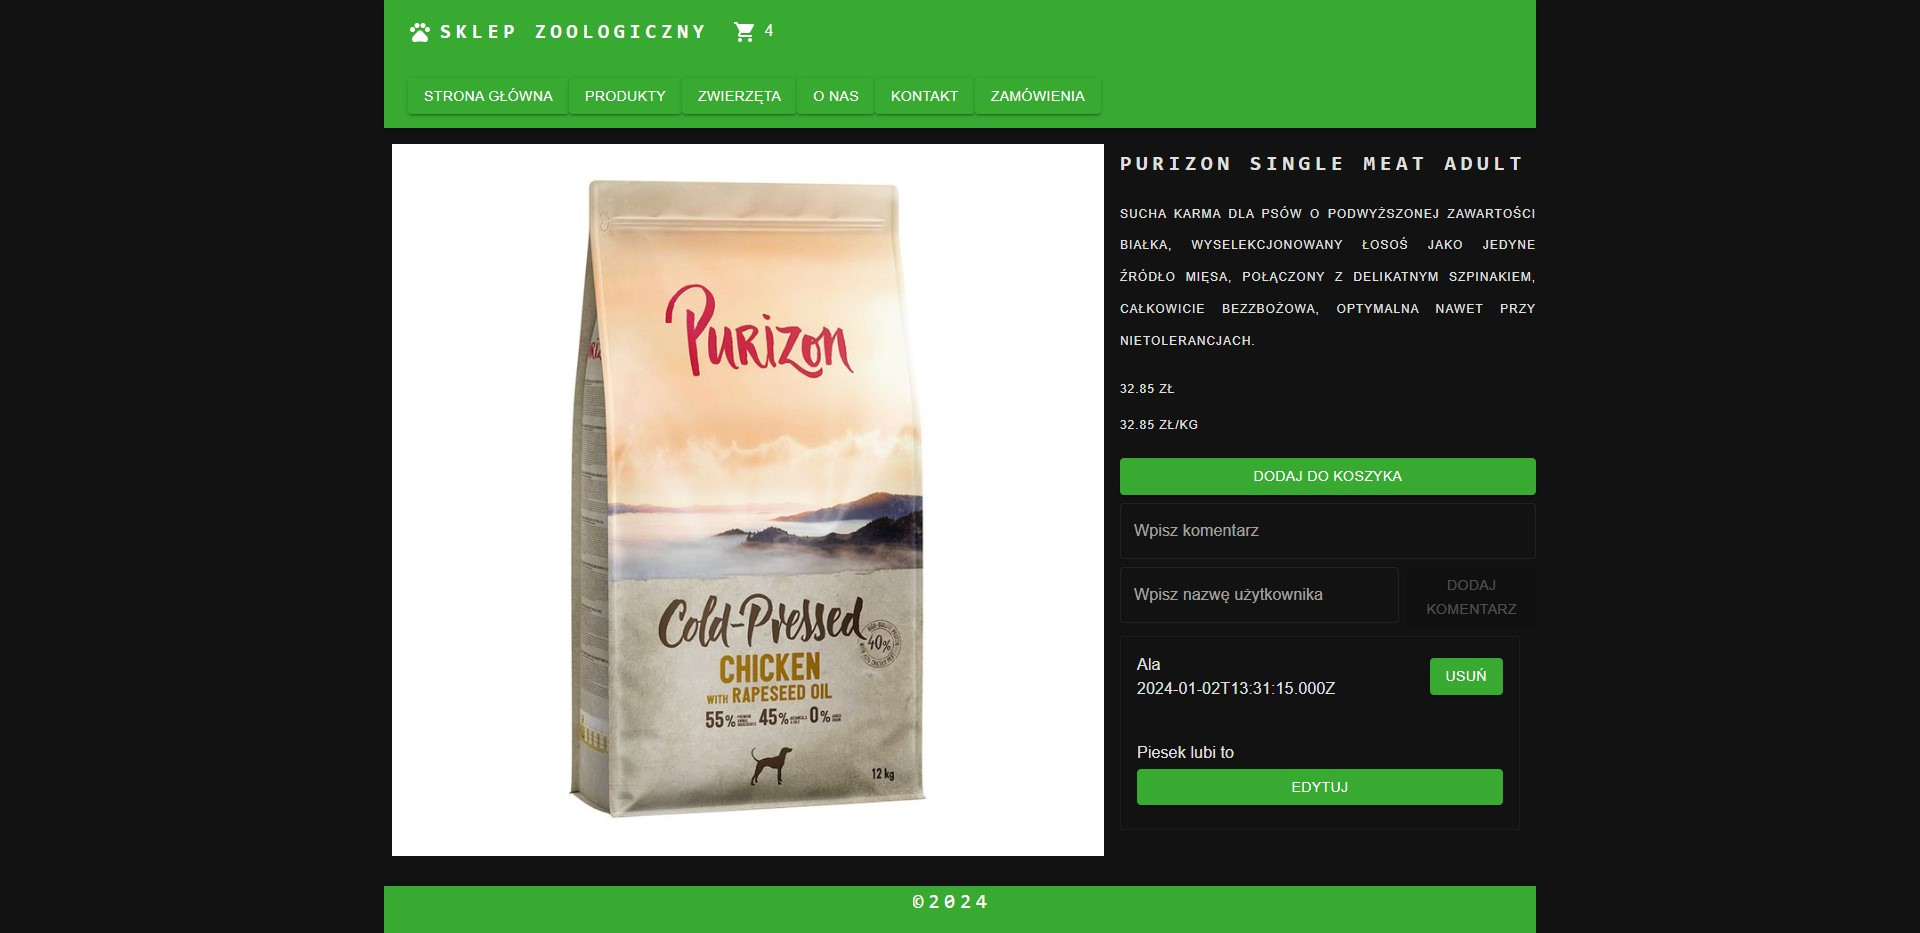 SKLEP ZOOLOGICZNY 4
STRONA GŁÓWNA PRODUKTY ZWIERZĘTA O NAS KONTAKT ZAMÓWIENIA
Purizon
Cold-Pressed
40%
CHICKEN
WITH RAPESEED OIL
55% 45% 0%
12 kg
PURIZON SINGLE MEAT ADULT
SUCHA KARMA DLA PSÓW O PODWYŻSZONEJ ZAWARTOŚCI
BIAŁKA, WYSELEKCJONOWANY ŁOSOŚ JAKO JEDYNE
ŹRÓDŁO MIĘSA, POŁĄCZONY Z DELIKATNYM SZPINAKIEM,
CAŁKOWICIE BEZZBOŻOWA, OPTYMALNA NAWET PRZY
NIETOLERANCJACH.
32.85 ZŁ
32.85 ZŁ/KG
DODAJ DO KOSZYKA
Wpisz komentarz
Wpisz nazwę użytkownika
DODAJ
KOMENTARZ
Ala
2024-01-02T13:31:15.000Z
USUŃ
Piesek lubi to
EDYTUJ
©2024